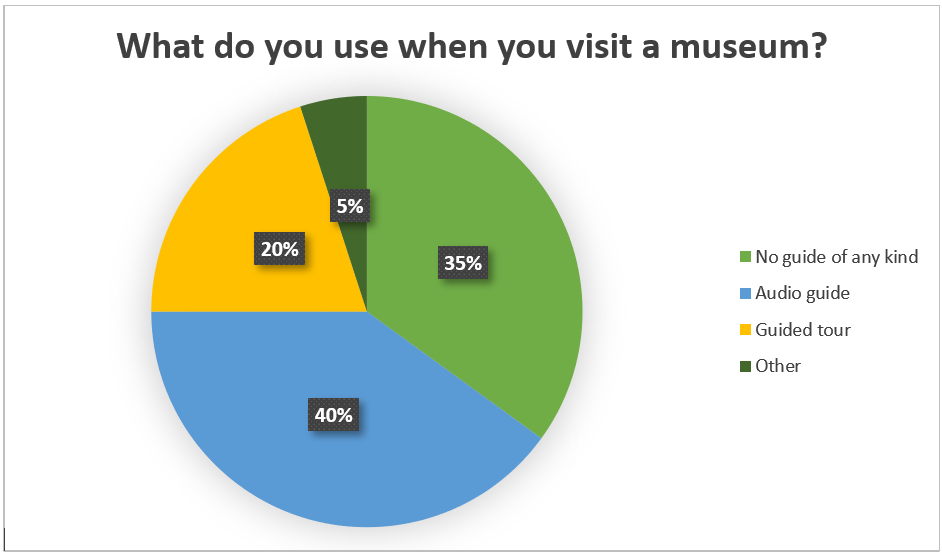 What do you use when you visit a museum?
5%
20%
35%
40%
No guide of any kind
Audio guide
Guided tour
Other